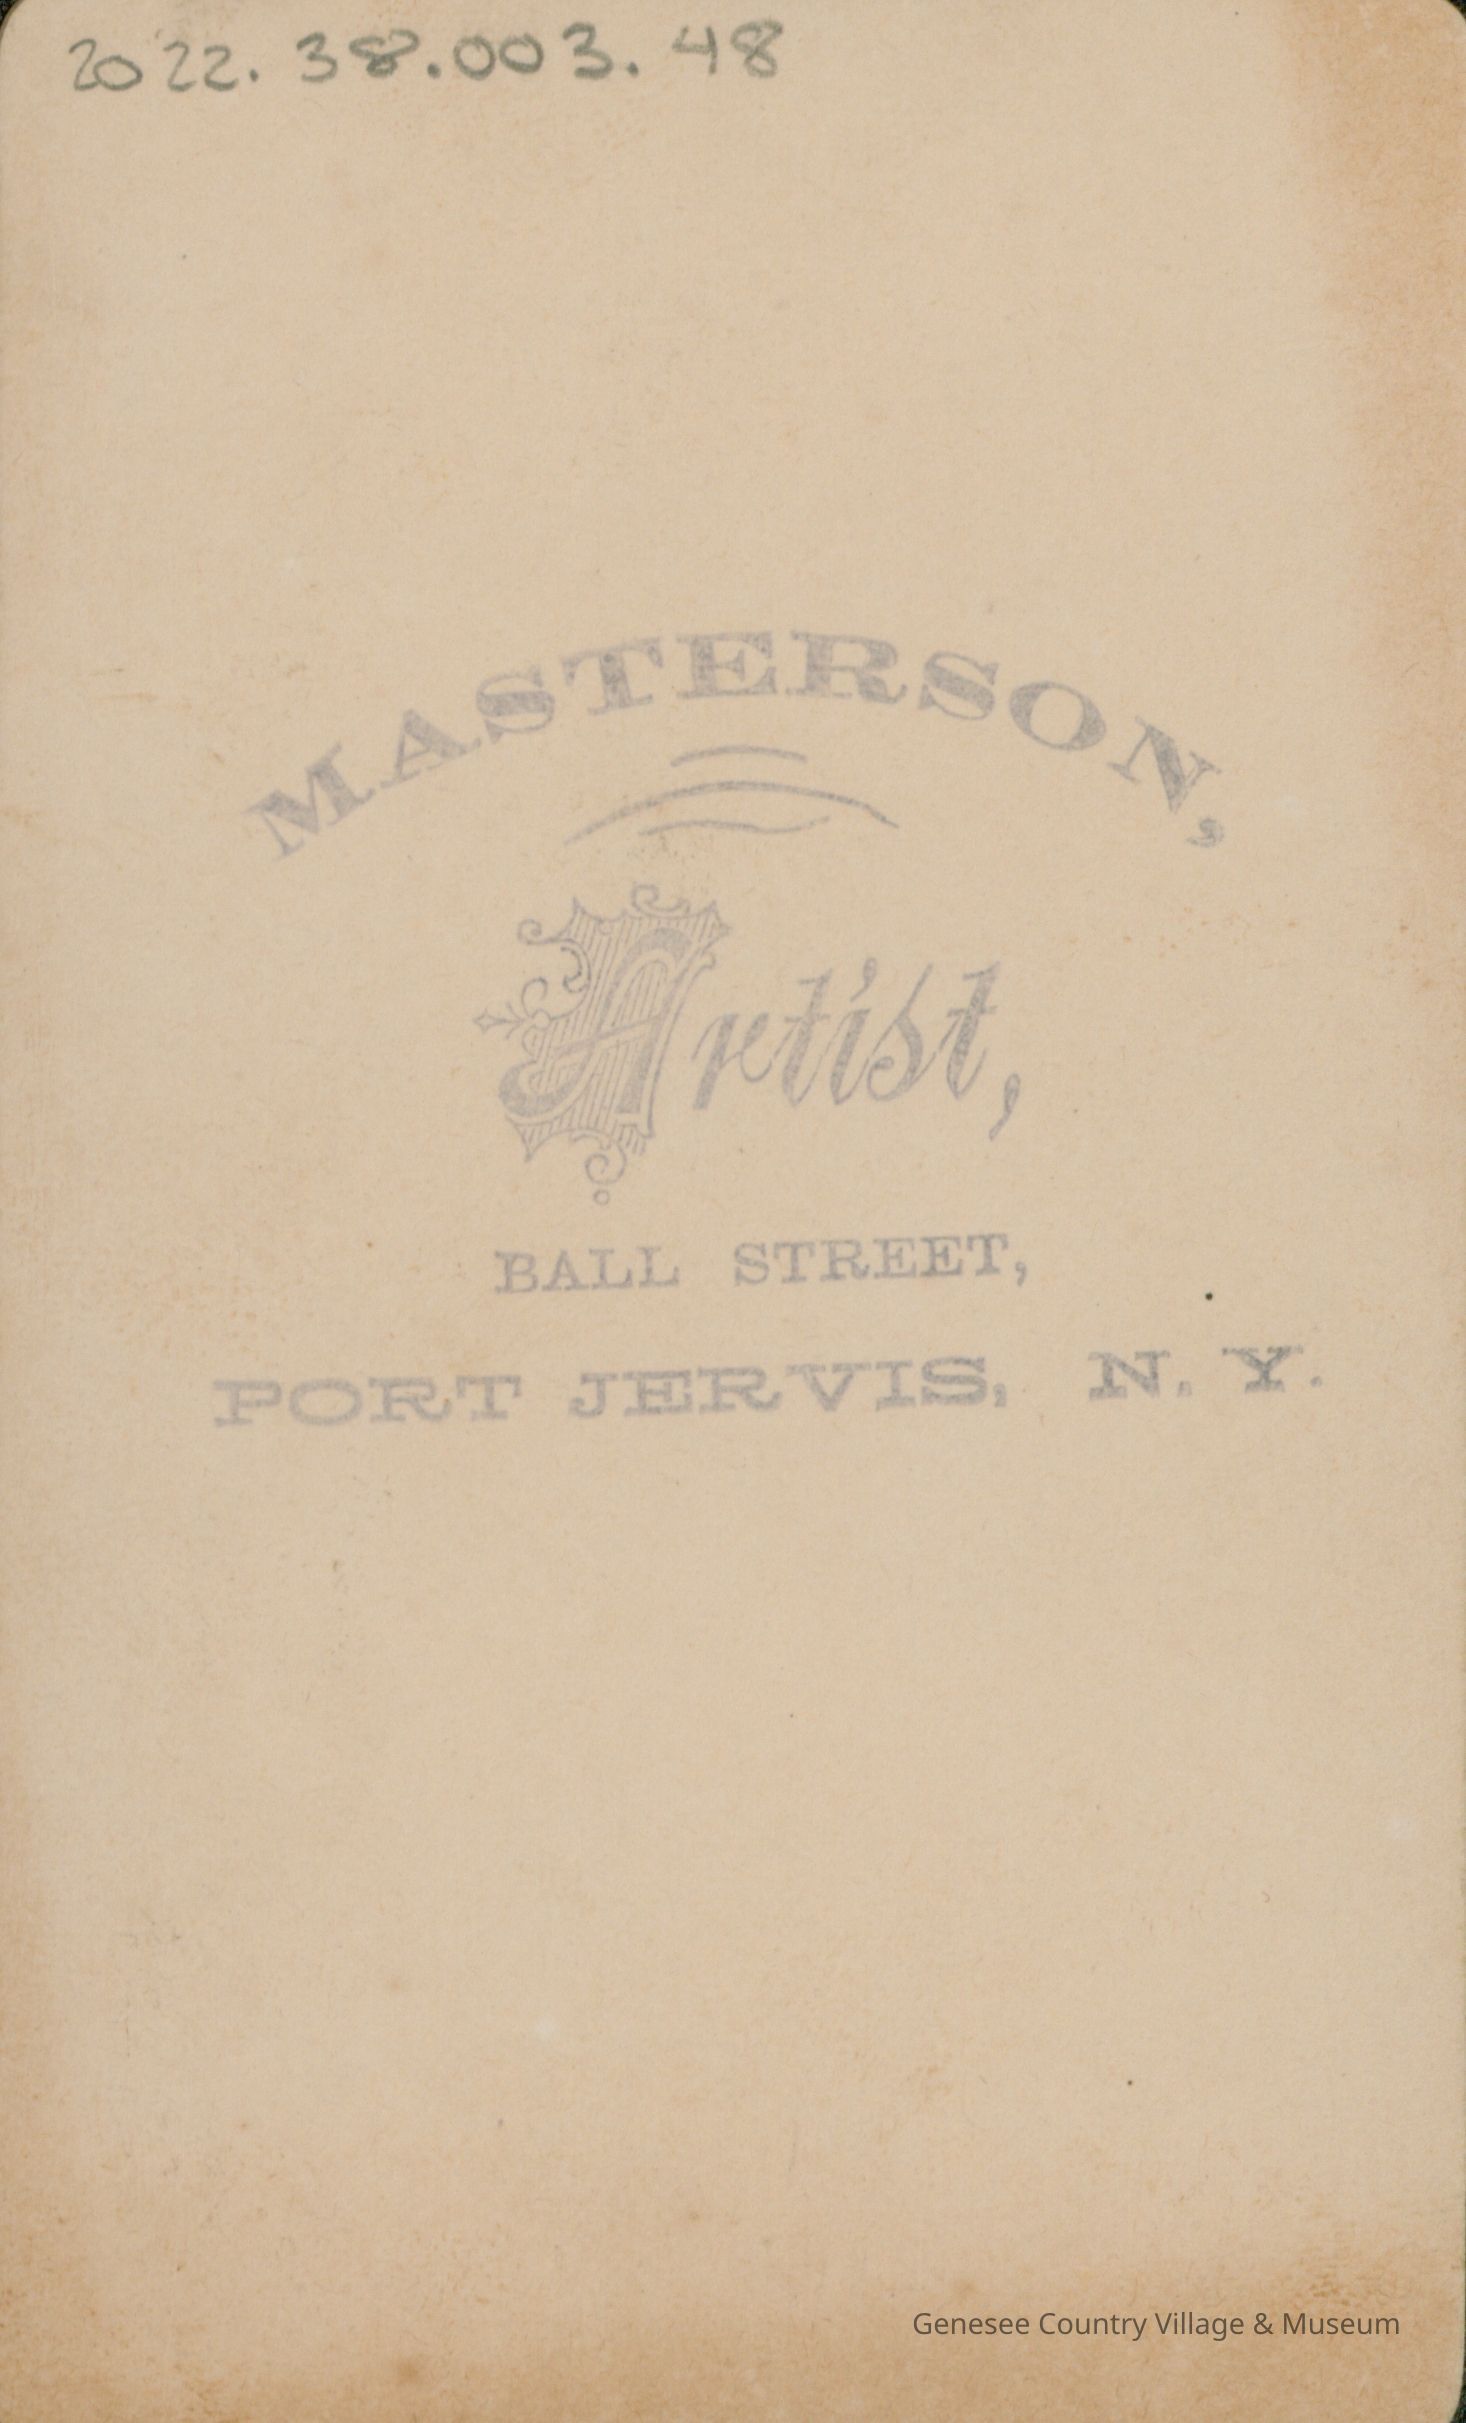 2022.38.003.48
MASTERSON,
Artist,
BALL STREET,
PORT JERVIS, N. Y.
Genesee Country Village & Museum